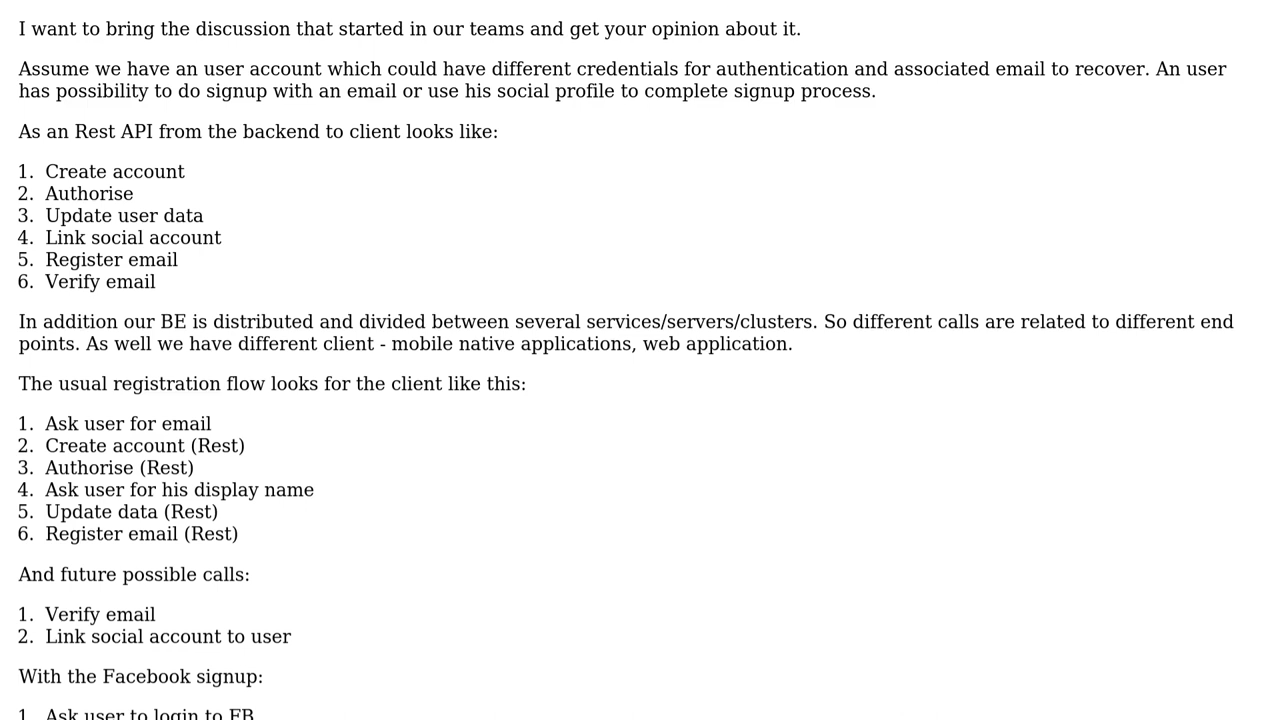 I want to bring the discussion that started in our teams and get your opinion about it.
Assume we have an user account which could have different credentials for authentication and associated email to recover. An user
has possibility to do signup with an email or use his social profile to complete signup process.
As an Rest API from the backend to client looks like:
1. Create account
2. Authorise
3. Update user data
4. Link social account
5. Register email
6. Verify email
In addition our BE is distributed and divided between several services/servers/clusters. So different calls are related to different end
points. As well we have different client - mobile native applications, web application.
The usual registration flow looks for the client like this:
1. Ask user for email
2. Create account (Rest)
3. Authorise (Rest)
4. Ask user for his display name
5. Update data (Rest)
6. Register email (Rest)
And future possible calls:
1. Verify email
2. Link social account to user
With the Facebook signup:
1. Ask user to login to FB